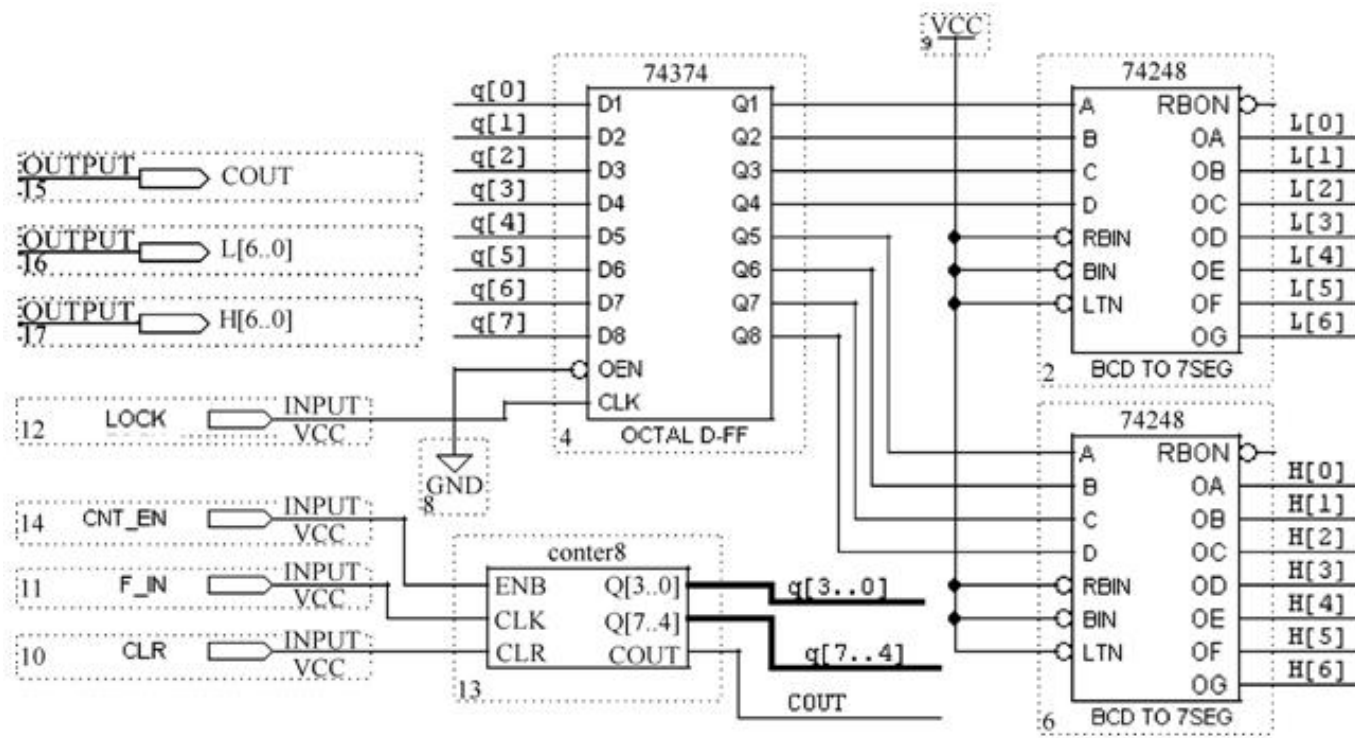 VCC
9
74374
74248
q[0]
D1
Q1
A
RBON
q[1]
D2
Q2
B
OA
L[0]
q[2]
D3
Q3
C
OB
L[1]
q[3]
D4
Q4
D
OC
L[2]
q[4]
D5
Q5
RBIN
OD
L[3]
q[5]
D6
Q6
BIN
OE
L[4]
q[6]
D7
Q7
LTN
OF
L[5]
q[7]
D8
Q8
OG
L[6]
OEN
2
BCD TO 7SEG
CLK
4
OCTAL D-FF
OUTPUT
15
COUT
OUTPUT
16
L[6..0]
OUTPUT
17
H[6..0]
12
LOCK
INPUT
VCC
GND
8
14
CNT_EN
INPUT
VCC
11
F_IN
INPUT
VCC
10
CLR
INPUT
VCC
conter8
ENB
Q[3..0]
q[3..0]
CLK
Q[7..4]
q[7..4]
CLR
COUT
COUT
13
74248
A
RBON
B
OA
H[0]
C
OB
H[1]
D
OC
H[2]
RBIN
OD
H[3]
BIN
OE
H[4]
LTN
OF
H[5]
OG
H[6]
6
BCD TO 7SEG